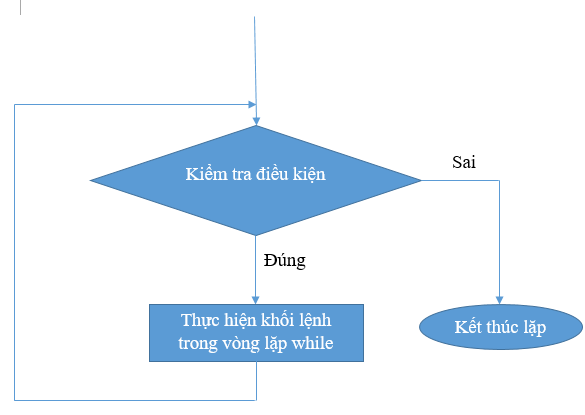 Kiểm tra điều kiện
Sai
Đúng
Thực hiện khối lệnh
trong vòng lặp while
Kết thúc lặp